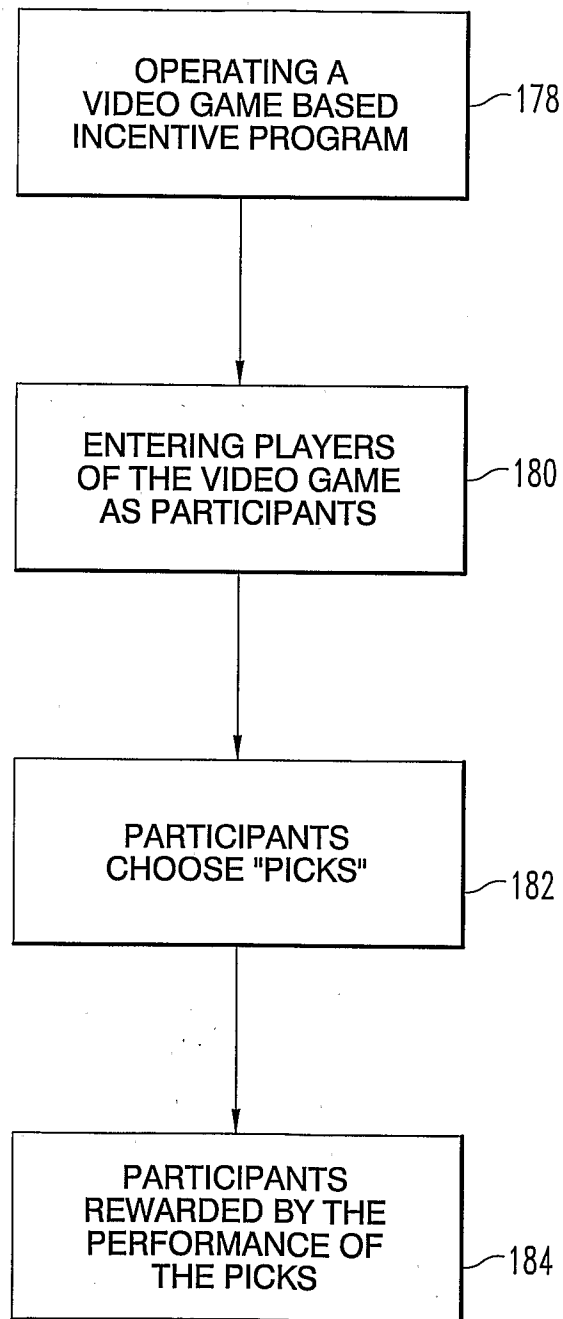 OPERATING A
VIDEO GAME BASED
INCENTIVE PROGRAM
178
ENTERING PLAYERS
OF THE VIDEO GAME
AS PARTICIPANTS
180
PARTICIPANTS
CHOOSE "PICKS"
182
PARTICIPANTS
REWARDED BY THE
PERFORMANCE OF
THE PICKS
184